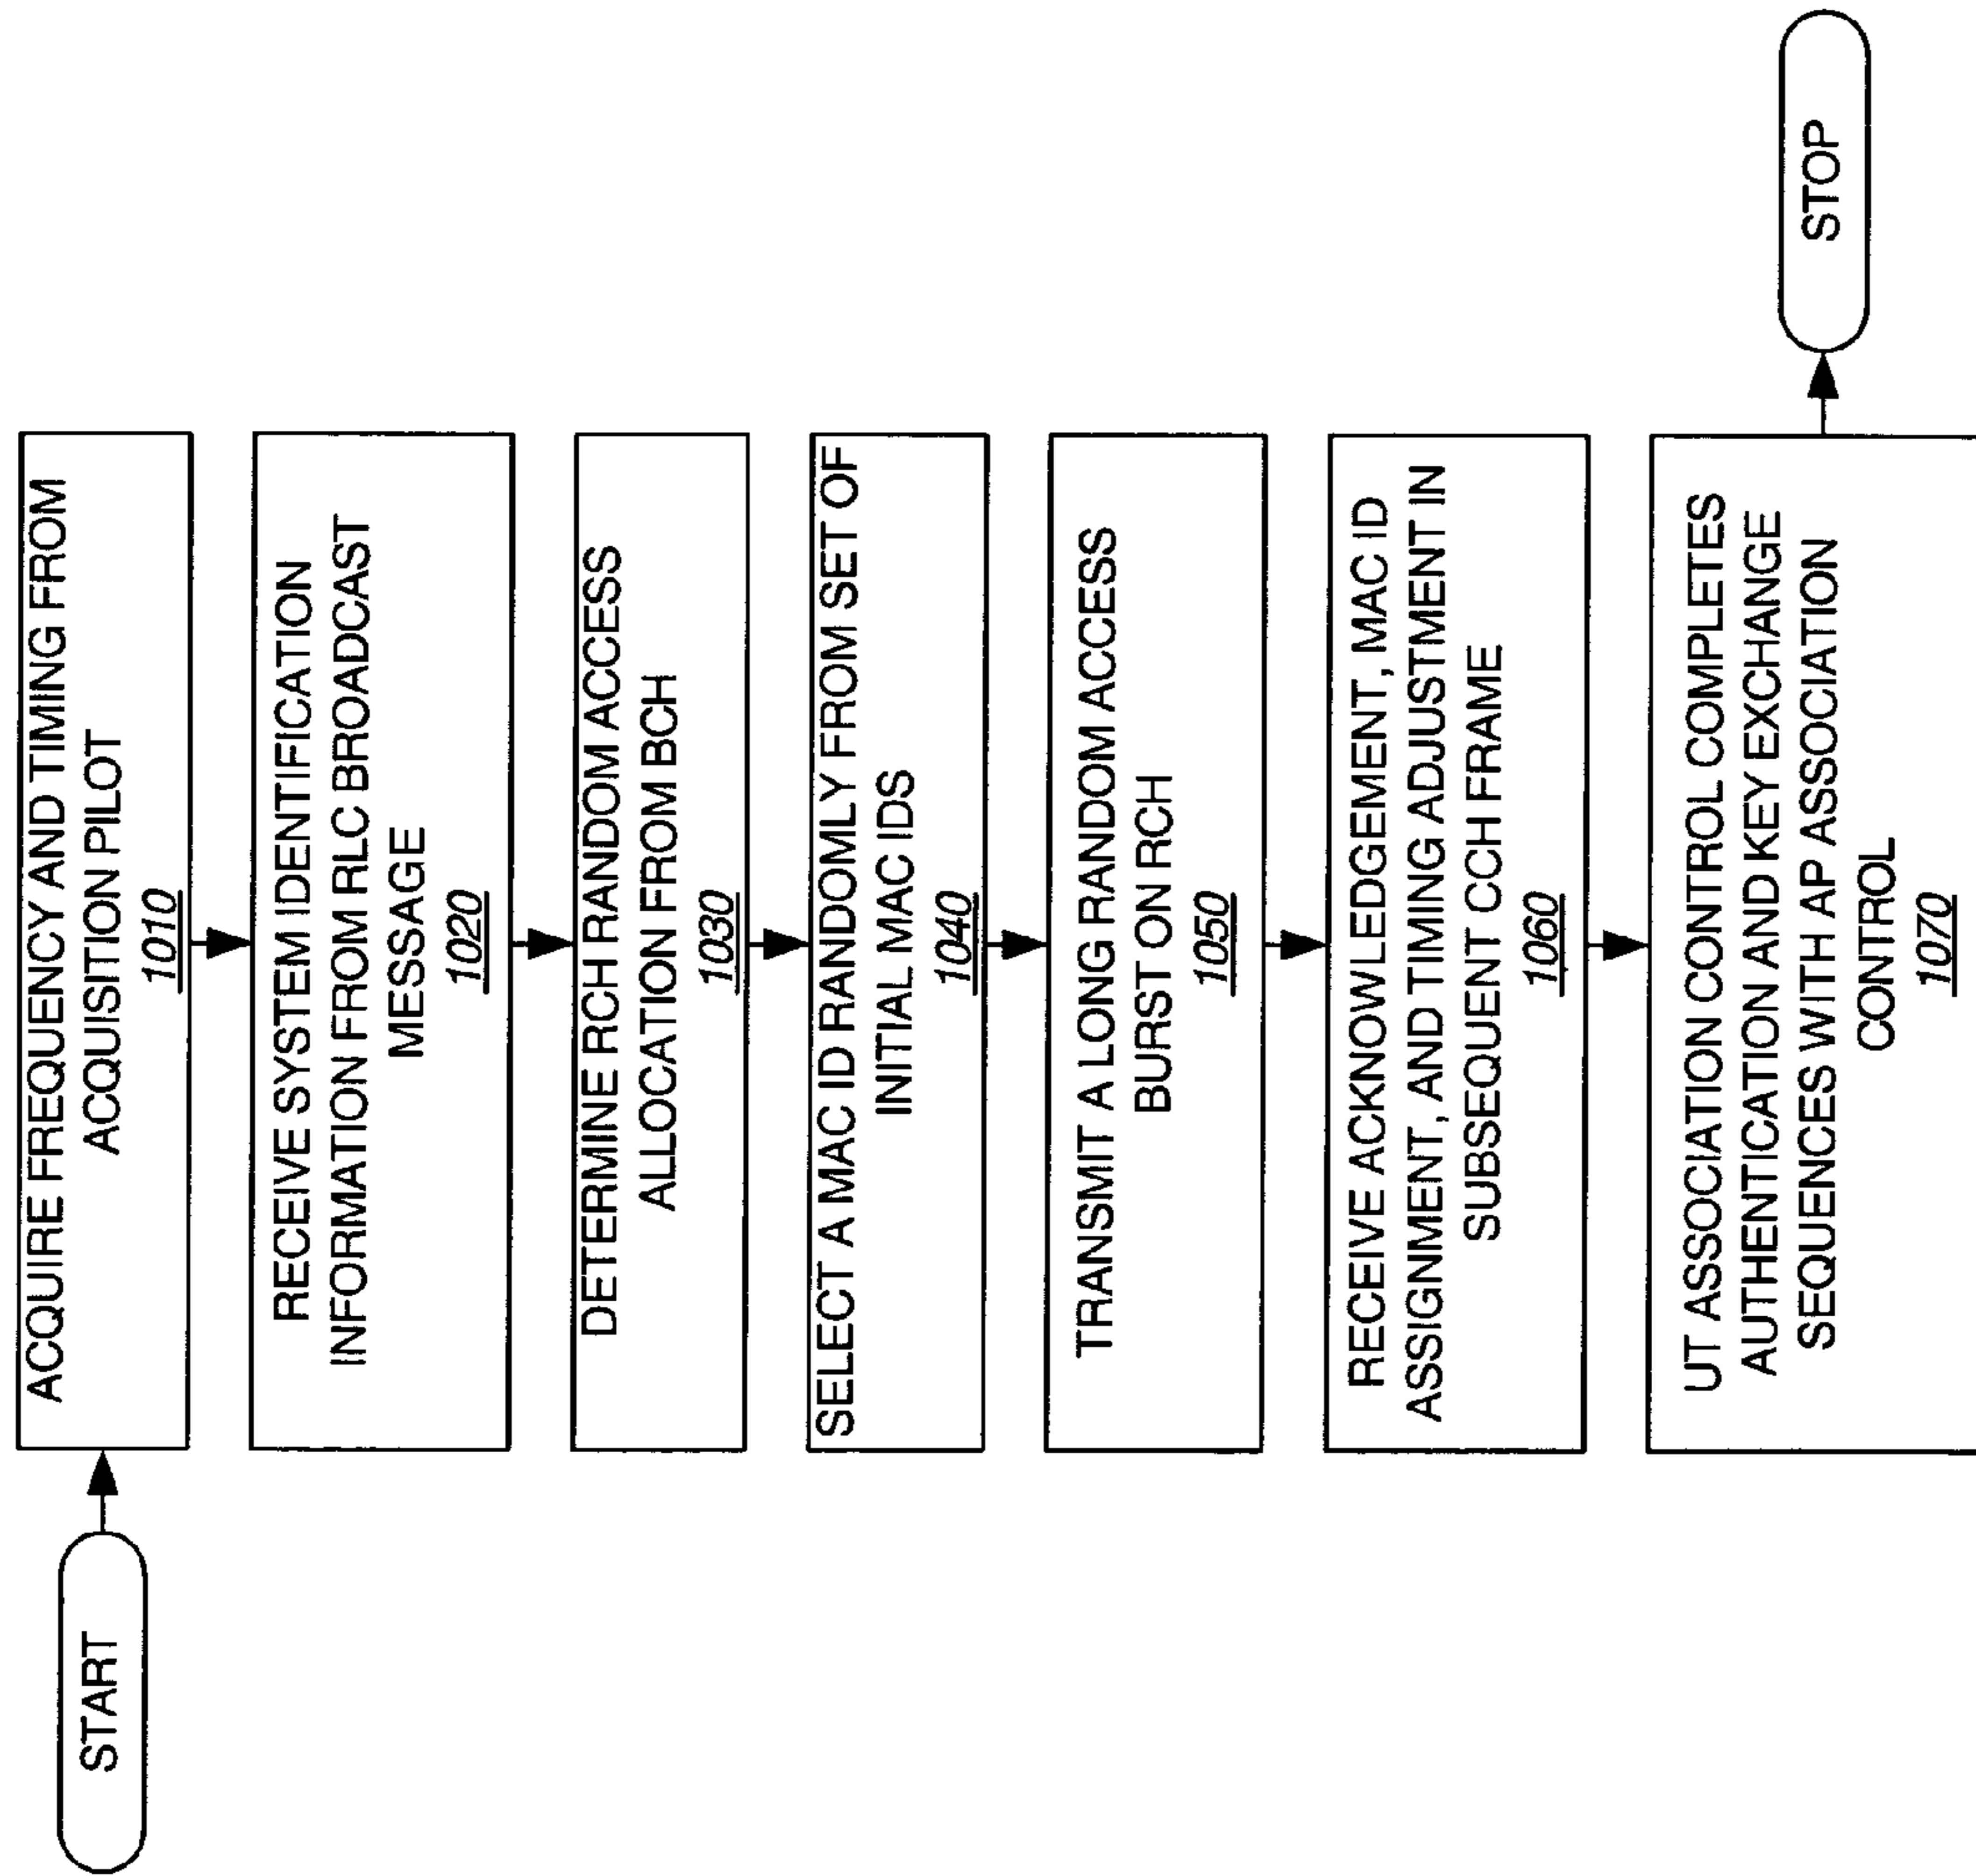 START
ACQUIRE FREQUENCY AND TIMING FROM
ACQUISITION PILOT
1010
RECEIVE SYSTEM IDENTIFICATION
INFORMATION FROM RLC BROADCAST
MESSAGE
1020
DETERMINE RCH RANDOM ACCESS
ALLOCATION FROM BCH
1030
SELECT A MAC ID RANDOMLY FROM SET OF
INITIAL MAC IDS
1040
TRANSMIT A LONG RANDOM ACCESS
BURST ON RCH
1050
RECEIVE ACKNOWLEDGEMENT, MAC ID
ASSIGNMENT, AND TIMING ADJUSTMENT IN
SUBSEQUENT CCH FRAME
1060
UT ASSOCIATION CONTROL COMPLETES
AUTHENTICATION AND KEY EXCHANGE
SEQUENCES WITH AP ASSOCIATION
CONTROL
1070
STOP